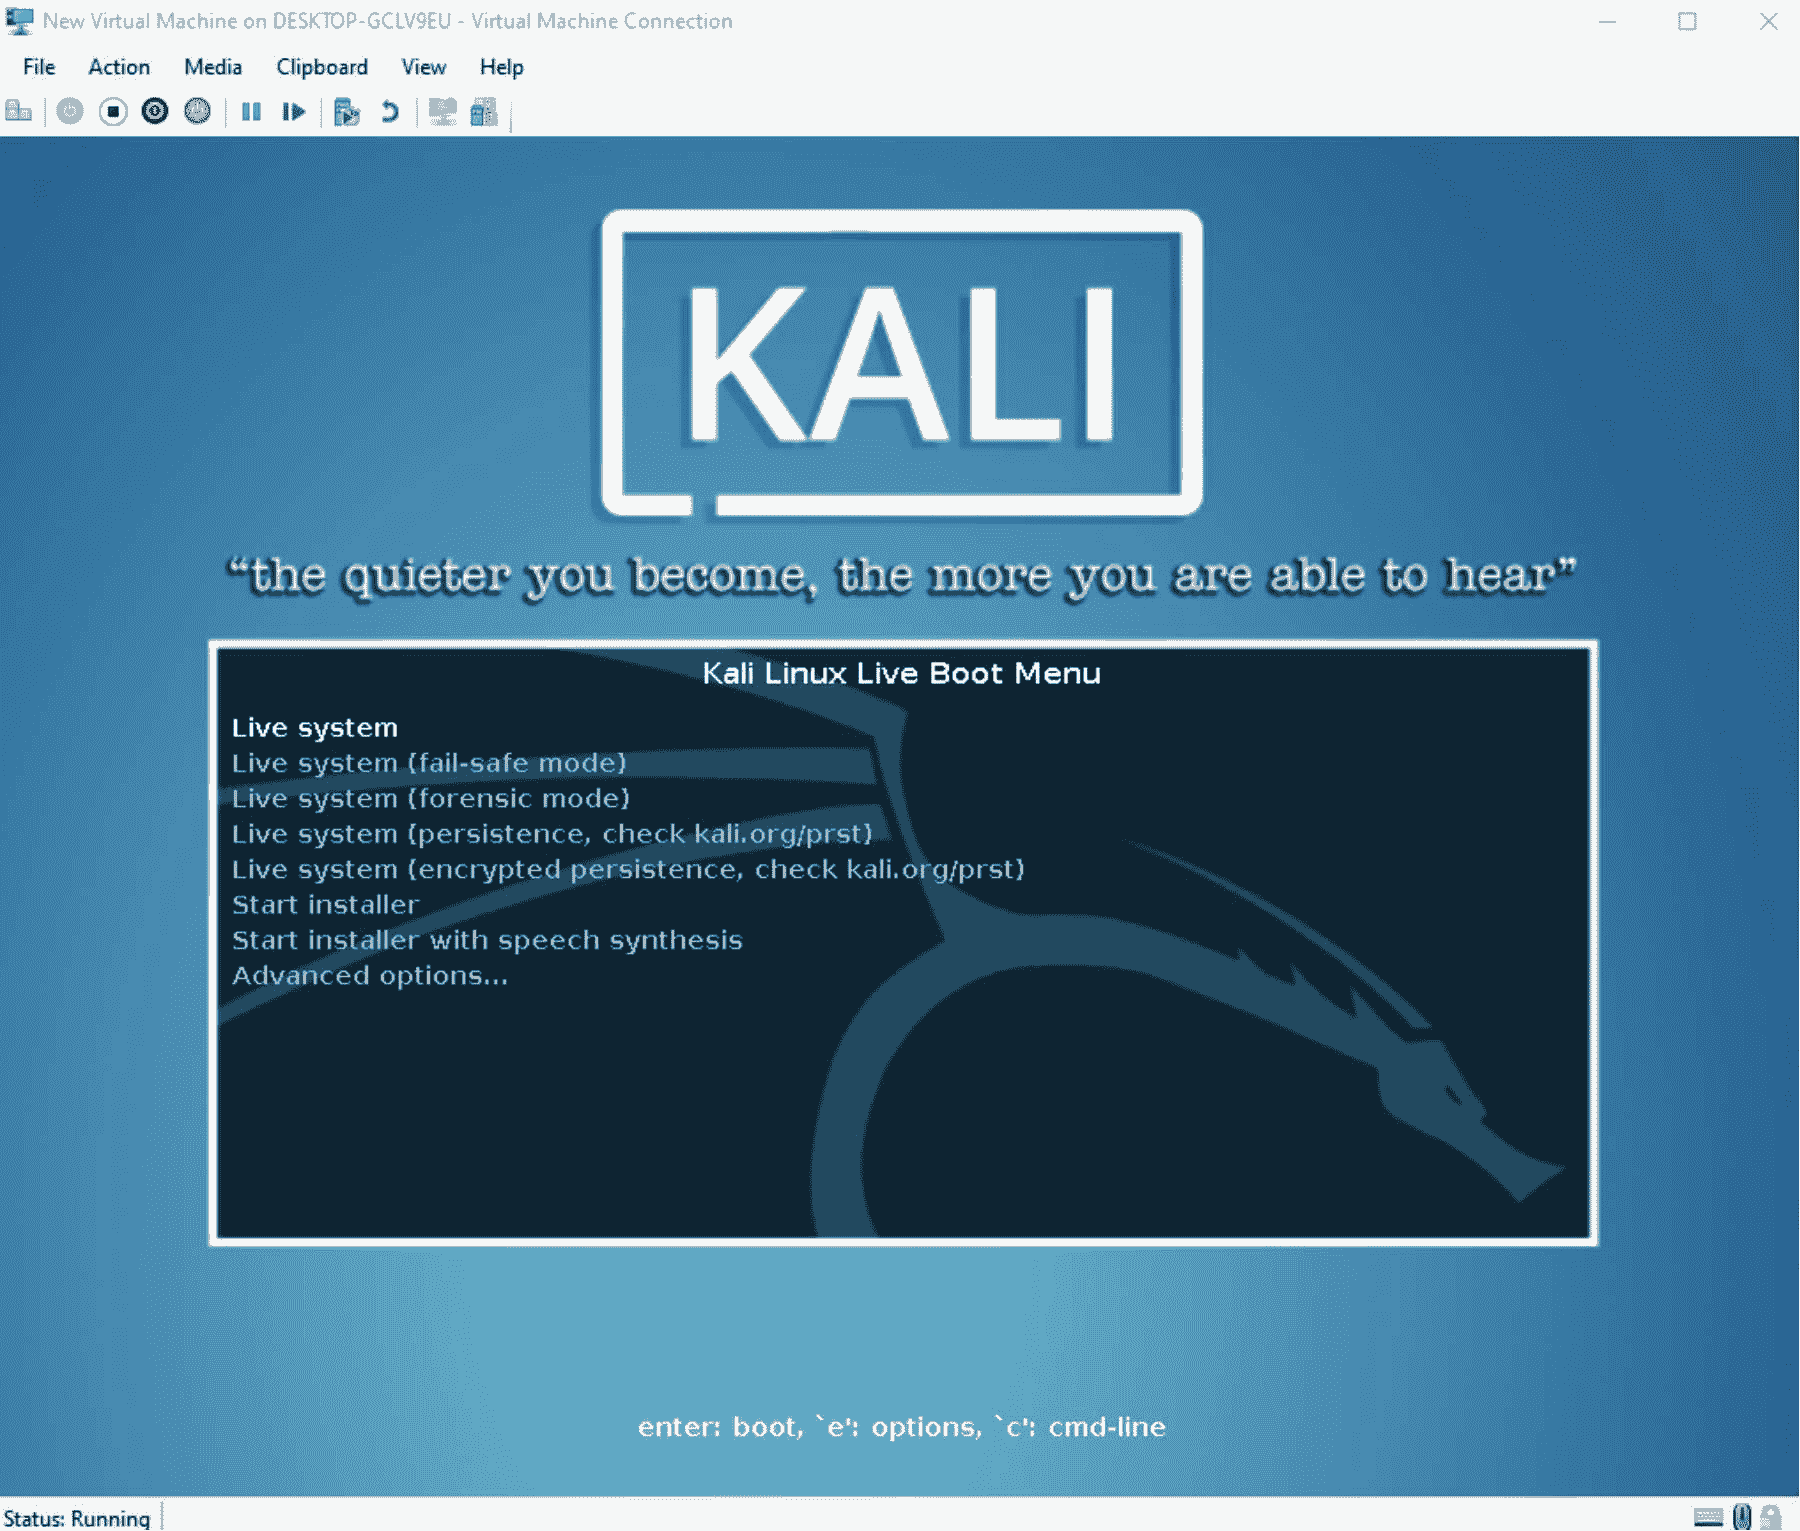 New Virtual Machine on DESKTOP-GCLV9EU - Virtual Machine Connection
File Action Media Clipboard View Help
KALI
“the quieter you become, the more you are able to hear”
Kali Linux Live Boot Menu
Live system
Live system (fail-safe mode)
Live system (forensic mode)
Live system (persistence, check kali.org/prst)
Live system (encrypted persistence, check kali.org/prst)
Start installer
Start installer with speech synthesis
Advanced options...
enter: boot, `e': options, `c': cmd-line
Status: Running